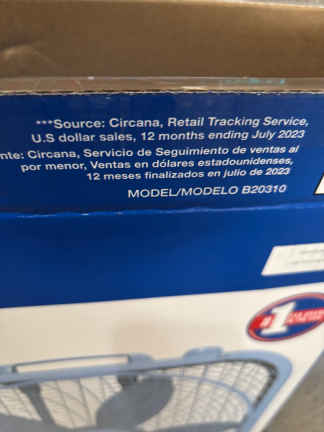 ***Source: Circana, Retail Tracking Service,
U.S dollar sales, 12 months ending July 2023
nte: Circana, Servicio de Seguimiento de ventas al
por menor, Ventas en dólares estadounidenses,
12 meses finalizados en julio de 2023
MODEL/MODELO B20310
#1